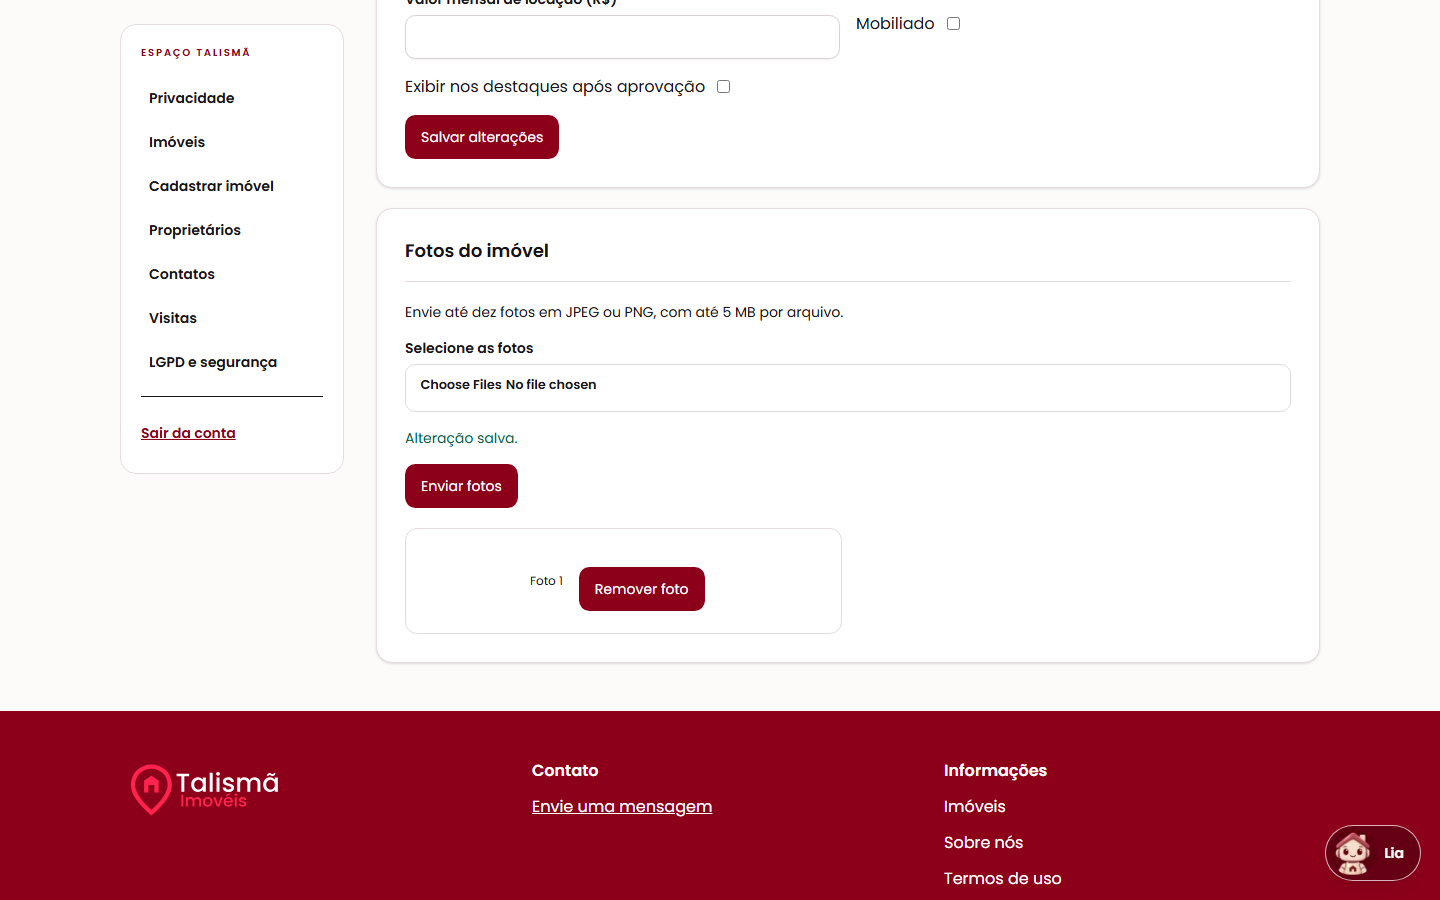 Valor mensal de locação (R$)
Mobiliado
Exibir nos destaques após aprovação
Salvar alterações
ESPAÇO TALISMÃ
Privacidade
Imóveis
Cadastrar imóvel
Proprietários
Contatos
Visitas
LGPD e segurança
Sair da conta
Fotos do imóvel
Envie até dez fotos em JPEG ou PNG, com até 5 MB por arquivo.
Selecione as fotos
Choose Files No file chosen
Alteração salva.
Enviar fotos
Foto 1
Remover foto
Talismã
Imovéis
Contato
Envie uma mensagem
Informações
Imóveis
Sobre nós
Termos de uso
Lia